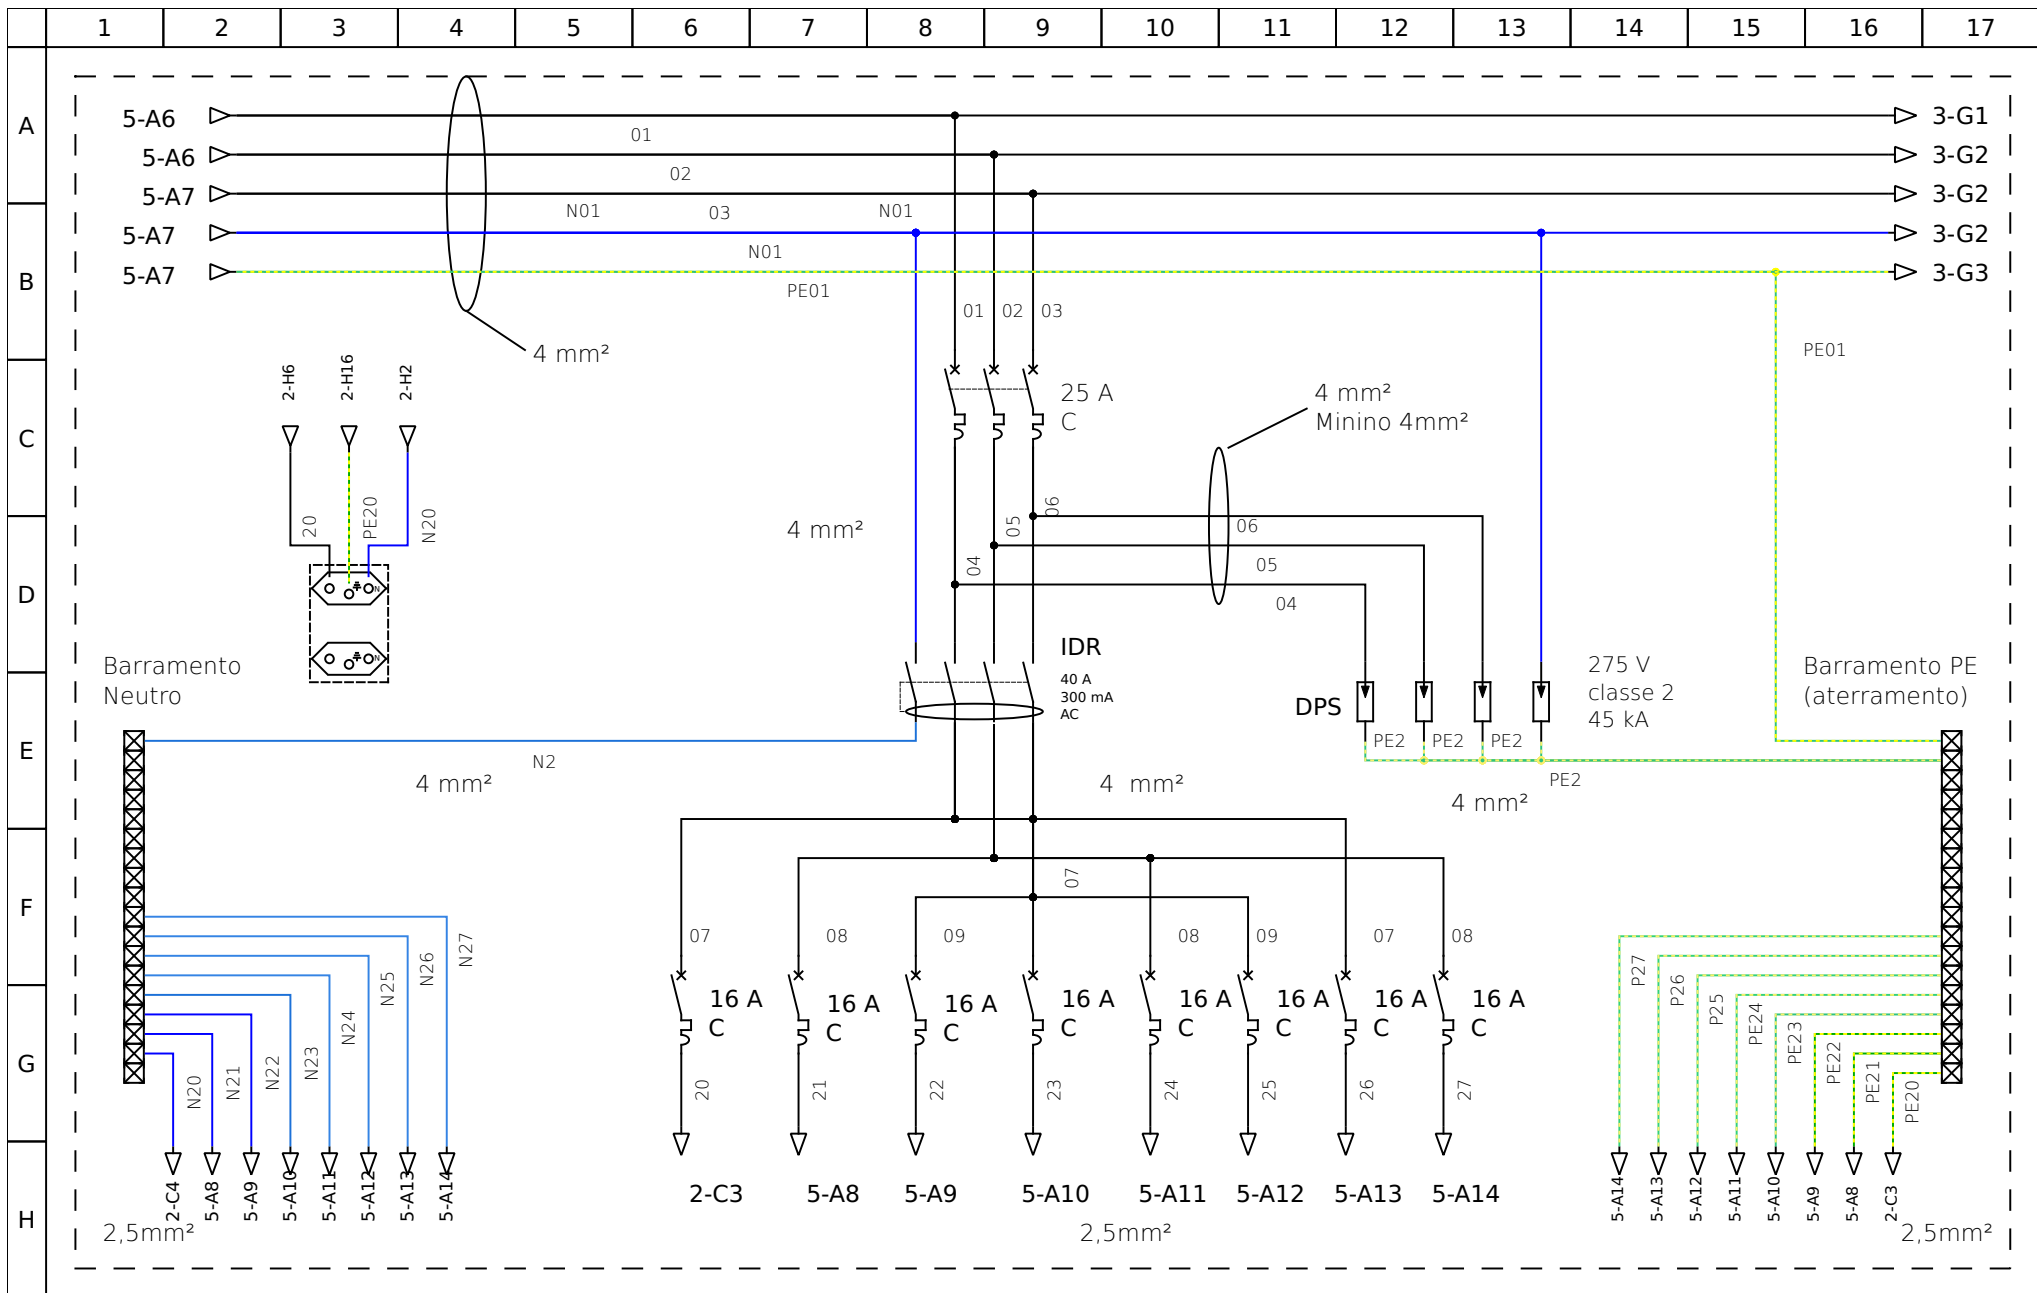 1 2 3 4 5 6 7 8 9 10 11 12 13 14 15 16 17
A
5-A6
3-G1
01
5-A6
3-G2
02
5-A7
3-G2
N01 03 N01
5-A7
3-G2
N01
B
5-A7
3-G3
PE01
01 02 03
4 mm²
PE01
2-H6 2-H16 2-H2
25 A
C
4 mm²
Minino 4mm²
C
20 PE20 N20
4 mm²
04 05 06
06
05
04
D
N
N
IDR
40 A
300 mA
AC
Barramento
Neutro
DPS
275 V
classe 2
45 kA
Barramento PE
(aterramento)
E
N2
PE2 PE2 PE2
PE2
4 mm²
4 mm²
4 mm²
07
F
07 08 09 08 09 07 08
N27
N26
N25
N24
N23
N22
N21
N20
P27
P26
P25
PE24
PE23
PE22
PE21
PE20
16 A
C
16 A
C
16 A
C
16 A
C
16 A
C
16 A
C
16 A
C
16 A
C
G
20 21 22 23 24 25 26 27
H
2-C4 5-A8 5-A9 5-A10 5-A11 5-A12 5-A13 5-A14
2-C3 5-A8 5-A9 5-A10 5-A11 5-A12 5-A13 5-A14
5-A14 5-A13 5-A12 5-A11 5-A10 5-A9 5-A8 2-C3
2,5mm²
2,5mm²
2,5mm²